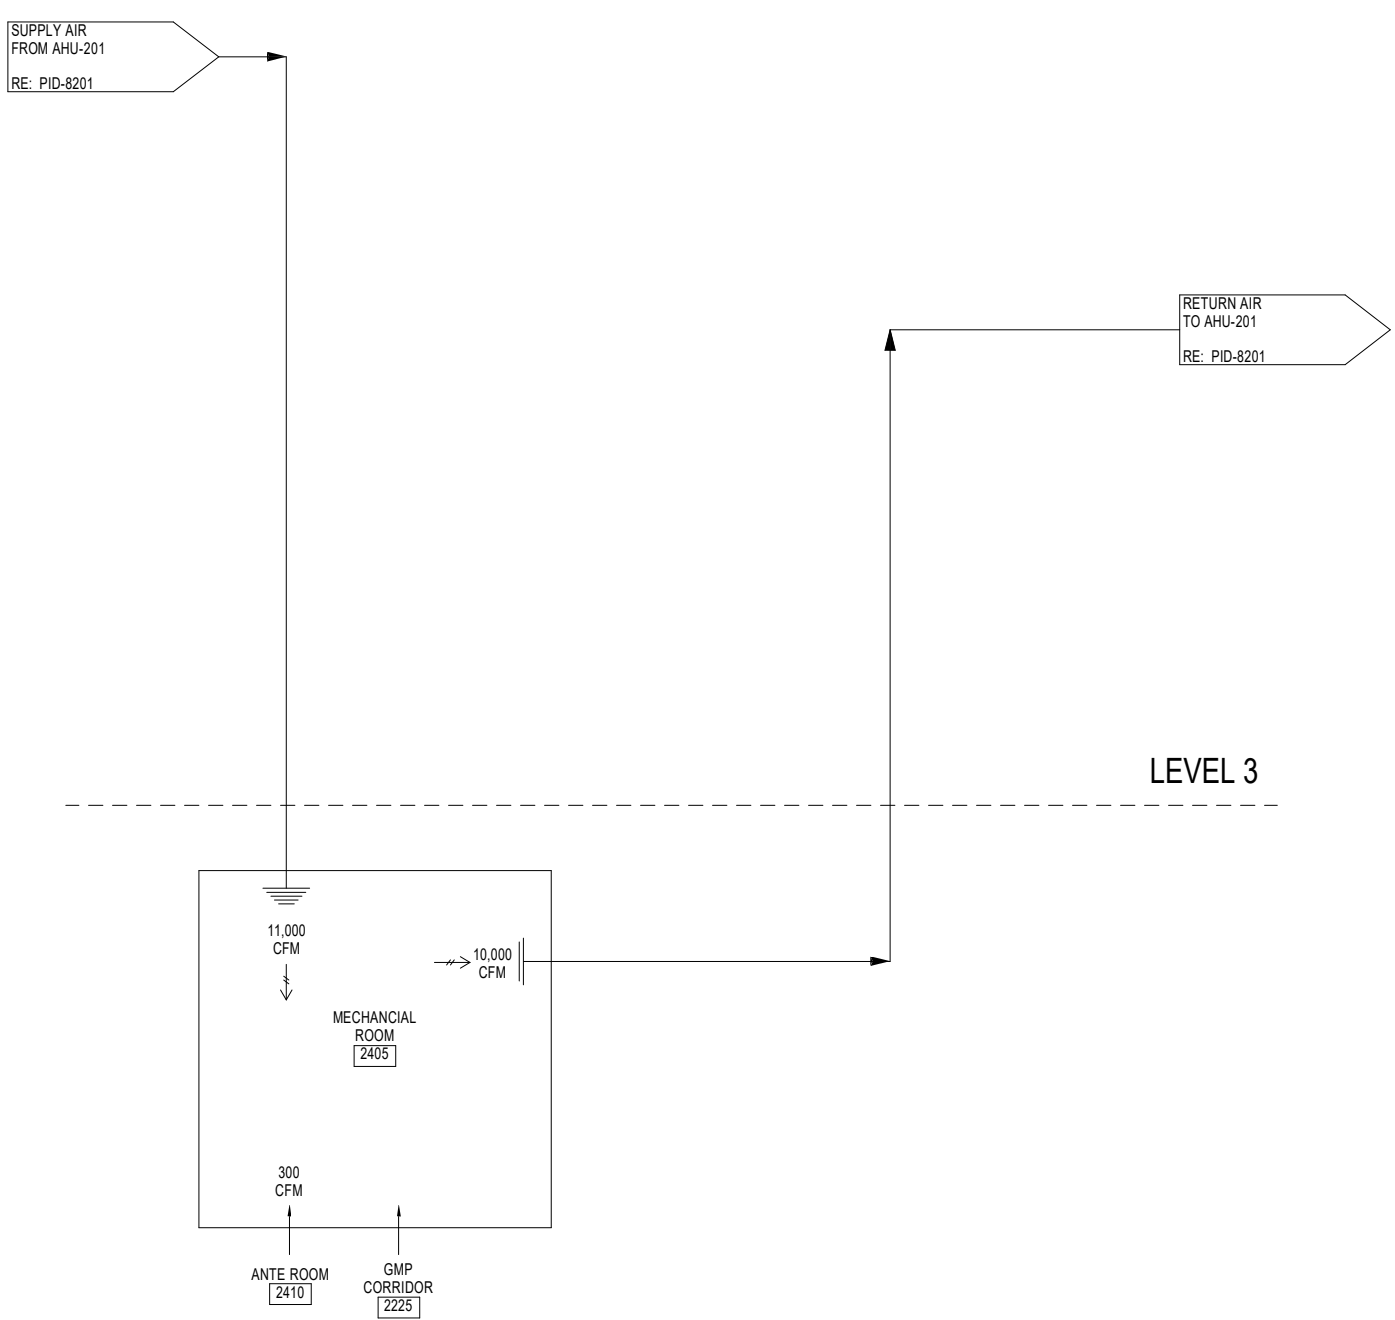 SUPPLY AIR
FROM AHU-201
RE: PID-8201
RETURN AIR
TO AHU-201
RE: PID-8201
LEVEL 3
11,000
CFM
10,000
CFM
MECHANCIAL
ROOM
2405
300
CFM
ANTE ROOM
2410
GMP
CORRIDOR
2225